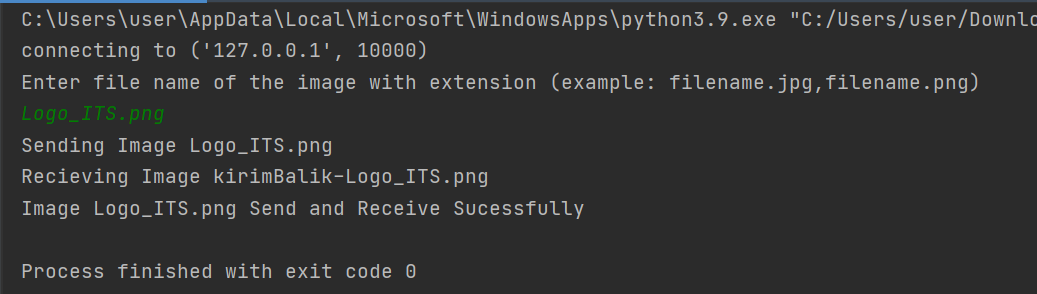 C:\Users\user\AppData\Local\Microsoft\WindowsApps\python3.9.exe "C:/Users/user/Downlo
connecting to ('127.0.0.1', 10000)
Enter file name of the image with extension (example: filename.jpg,filename.png)
Logo_ITS.png
Sending Image Logo_ITS.png
Recieving Image kirimBalik-Logo_ITS.png
Image Logo_ITS.png Send and Receive Sucessfully
Process finished with exit code 0